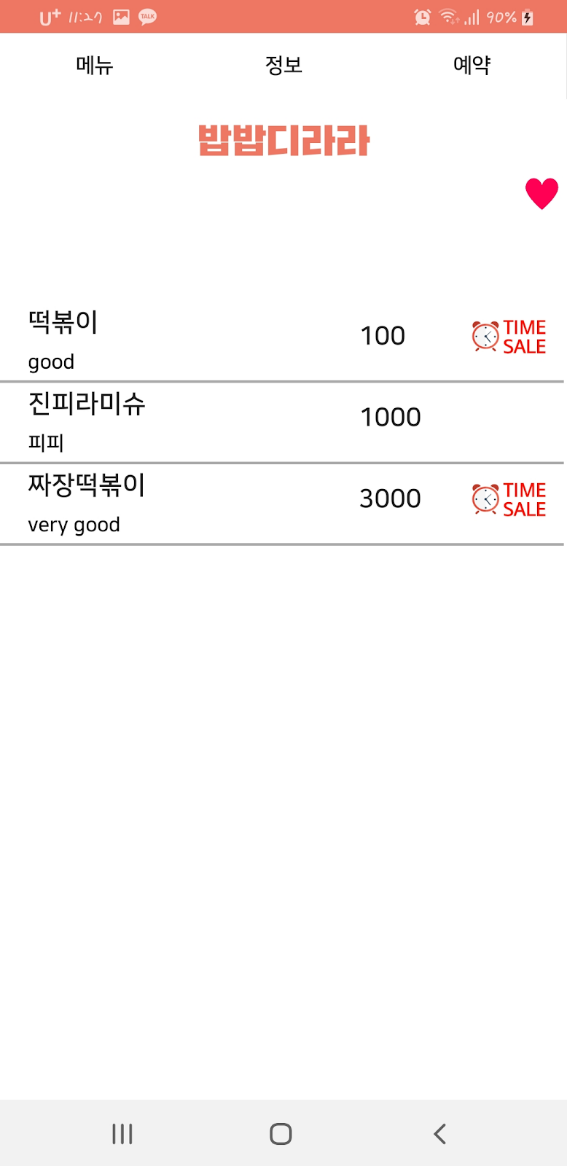 U+ 11:27 TALK 90%
메뉴 정보 예약
밥밥디라라
떡볶이 100 TIME SALE
good
진피라미슈 1000
피피
짜장떡볶이 3000 TIME SALE
very good